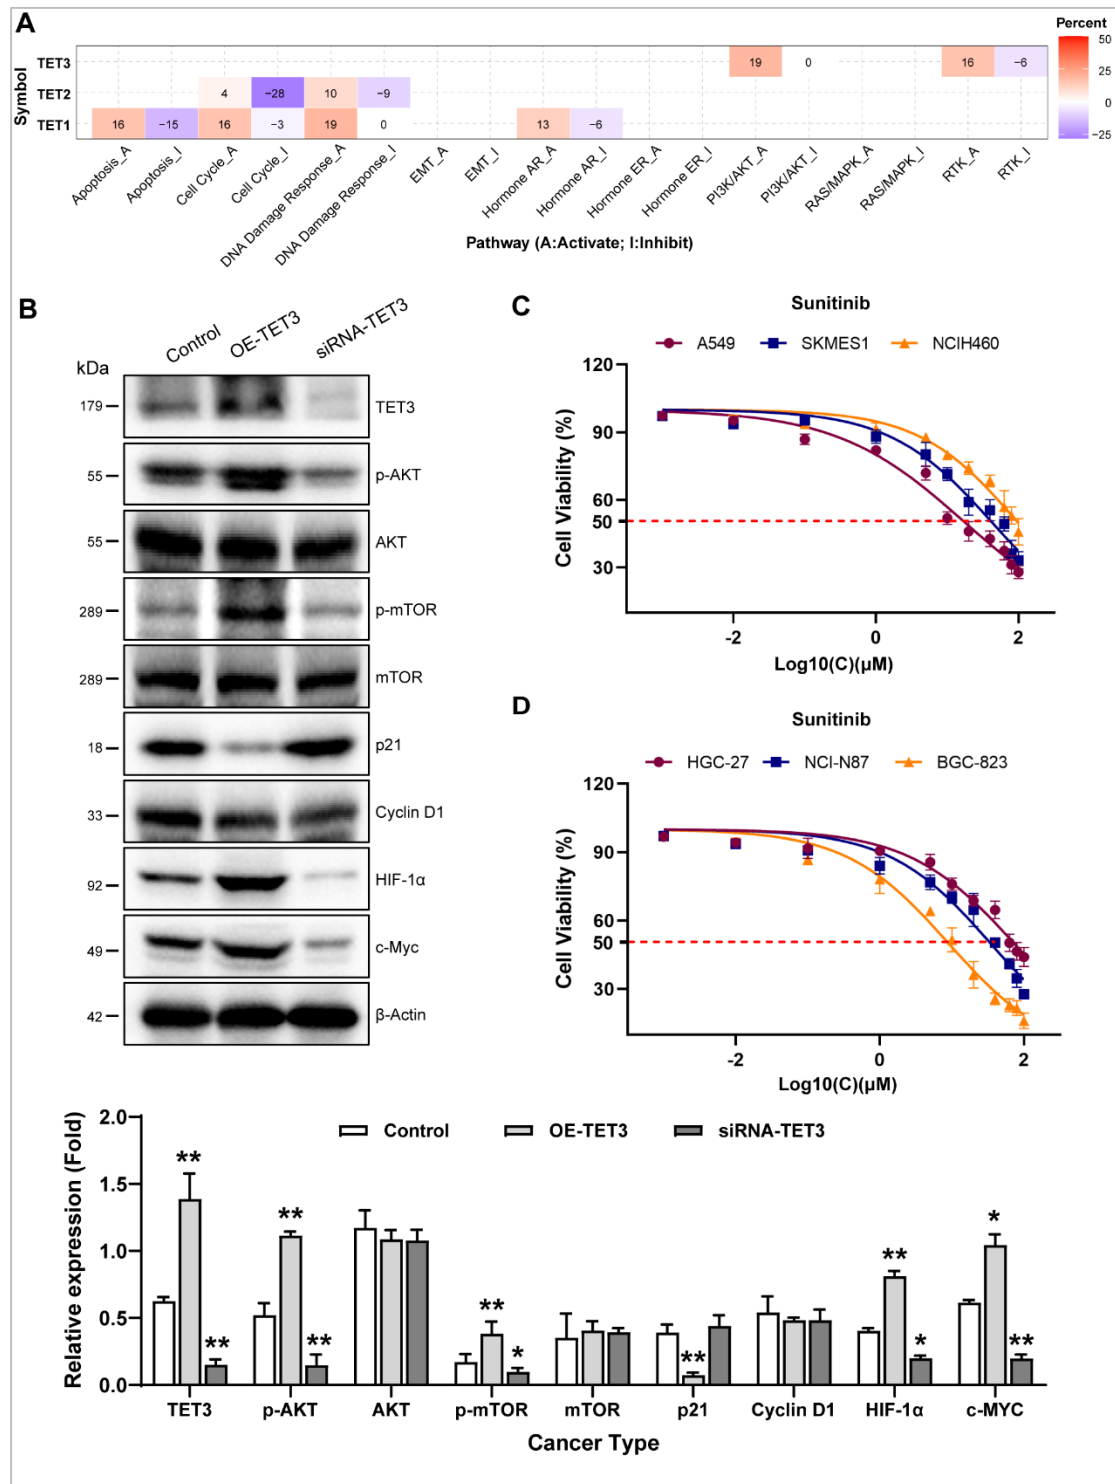 A
Percent
50
25
0
−25
Symbol
TET3 19 0 16 −6
TET2 4 −28 10 −9
TET1 16 −15 16 −3 19 0 13 −6
Apoptosis_A
Apoptosis_I
Cell Cycle_A
Cell Cycle_I
DNA Damage Response_A
DNA Damage Response_I
EMT_A
EMT_I
Hormone AR_A
Hormone AR_I
Hormone ER_A
Hormone ER_I
PI3K/AKT_A
PI3K/AKT_I
RAS/MAPK_A
RAS/MAPK_I
RTK_A
RTK_I
Pathway (A:Activate; I:Inhibit)
B
Control OE-TET3 siRNA-TET3
kDa
179 TET3
55 p-AKT
55 AKT
289 p-mTOR
289 mTOR
18 p21
33 Cyclin D1
92 HIF-1α
49 c-Myc
42 β-Actin
C
Sunitinib
A549 SKMES1 NCIH460
Cell Viability (%)
120
90
60
50
30
-2 0 2
Log10(C)(μM)
D
Sunitinib
HGC-27 NCI-N87 BGC-823
Cell Viability (%)
120
90
60
50
30
-2 0 2
Log10(C)(μM)
Relative expression (Fold)
2.0
1.5
1.0
0.5
0.0
Control OE-TET3 siRNA-TET3
** ** ** ** ** * ** ** * * **
TET3 p-AKT AKT p-mTOR mTOR p21 Cyclin D1 HIF-1α c-MYC
Cancer Type